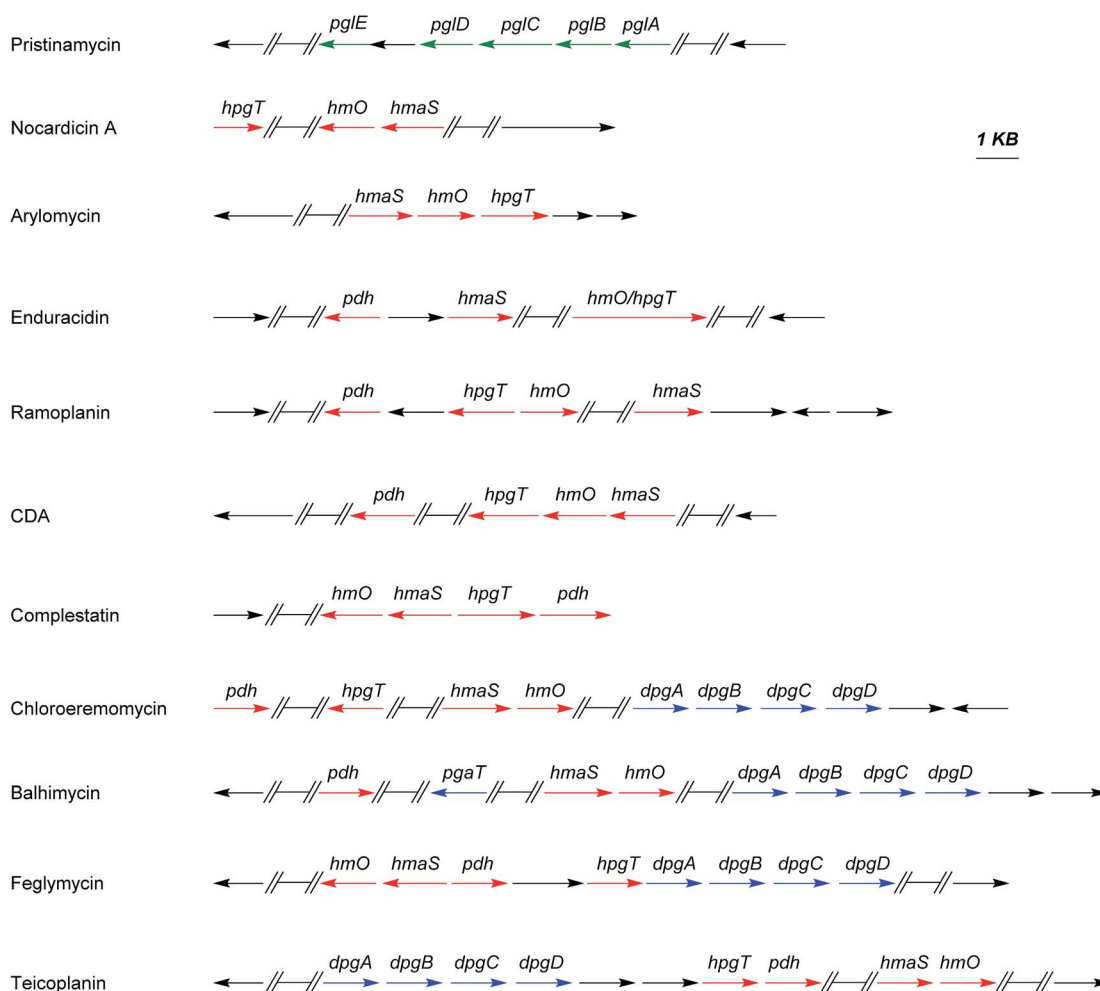 Pristinamycin pglE pglD pglC pglB pglA
Nocardicin A hpgT hmO hmaS
1 KB
Arylomycin hmaS hmO hpgT
Enduracidin pdh hmaS hmO/hpgT
Ramoplanin pdh hpgT hmO hmaS
CDA pdh hpgT hmO hmaS
Complestatin hmO hmaS hpgT pdh
Chloroeremomycin pdh hpgT hmaS hmO dpgA dpgB dpgC dpgD
Balhimycin pdh pgaT hmaS hmO dpgA dpgB dpgC dpgD
Feglymycin hmO hmaS pdh hpgT dpgA dpgB dpgC dpgD
Teicoplanin dpgA dpgB dpgC dpgD hpgT pdh hmaS hmO